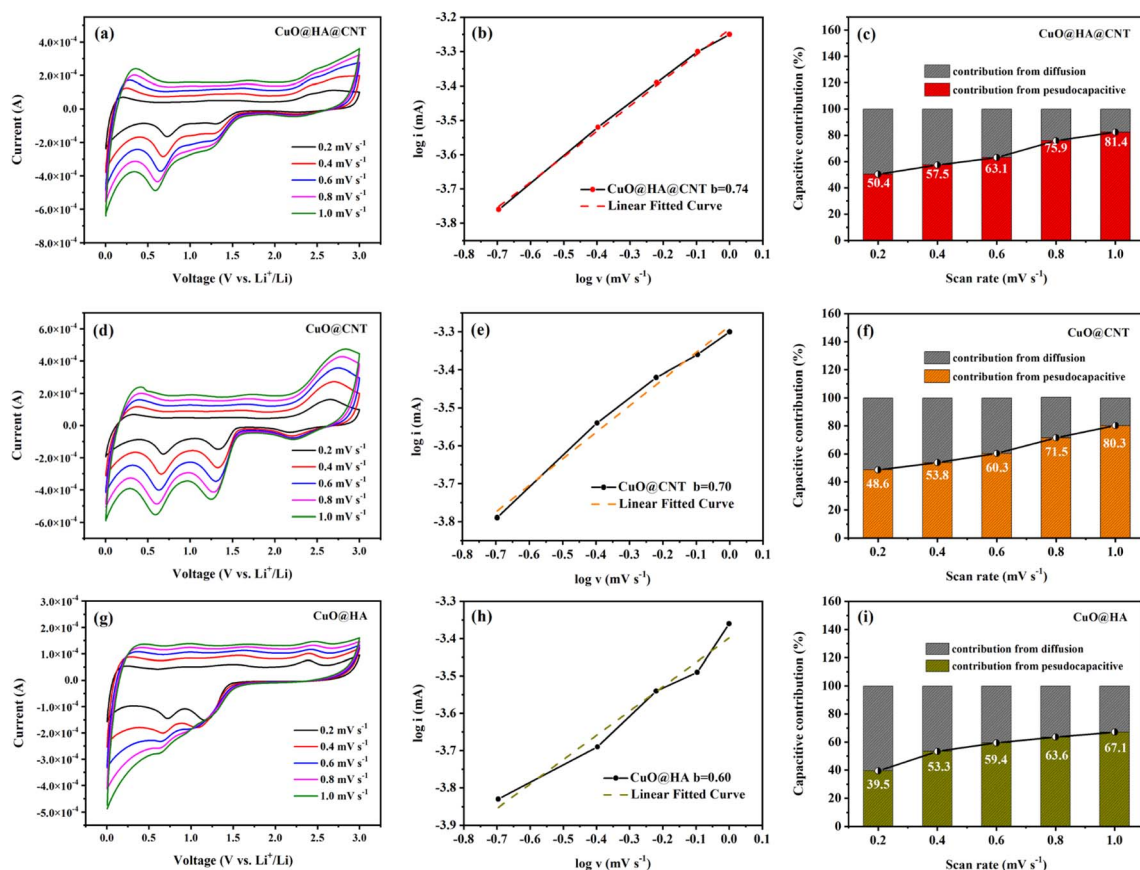 (a) CuO@HA@CNT
4.0×10⁻⁴
2.0×10⁻⁴
0.0
-2.0×10⁻⁴
-4.0×10⁻⁴
-6.0×10⁻⁴
-8.0×10⁻⁴
Current (A)
0.2 mV s⁻¹
0.4 mV s⁻¹
0.6 mV s⁻¹
0.8 mV s⁻¹
1.0 mV s⁻¹
0.0 0.5 1.0 1.5 2.0 2.5 3.0
Voltage (V vs. Li⁺/Li)
(b)
-3.2
-3.3
-3.4
-3.5
-3.6
-3.7
-3.8
log i (mA)
CuO@HA@CNT b=0.74
Linear Fitted Curve
-0.8 -0.7 -0.6 -0.5 -0.4 -0.3 -0.2 -0.1 0.0 0.1
log v (mV s⁻¹)
(c) CuO@HA@CNT
160
140
120
100
80
60
40
20
0
Capacitive contribution (%)
contribution from diffusion
contribution from pesudocapacitive
50.4 57.5 63.1 75.9 81.4
0.2 0.4 0.6 0.8 1.0
Scan rate (mV s⁻¹)
(d) CuO@CNT
6.0×10⁻⁴
4.0×10⁻⁴
2.0×10⁻⁴
0.0
-2.0×10⁻⁴
-4.0×10⁻⁴
-6.0×10⁻⁴
Current (A)
0.2 mV s⁻¹
0.4 mV s⁻¹
0.6 mV s⁻¹
0.8 mV s⁻¹
1.0 mV s⁻¹
0.0 0.5 1.0 1.5 2.0 2.5 3.0
Voltage (V vs. Li⁺/Li)
(e)
-3.3
-3.4
-3.5
-3.6
-3.7
-3.8
log i (mA)
CuO@CNT b=0.70
Linear Fitted Curve
-0.8 -0.7 -0.6 -0.5 -0.4 -0.3 -0.2 -0.1 0.0 0.1
log v (mV s⁻¹)
(f) CuO@CNT
160
140
120
100
80
60
40
20
0
Capacitive contribution (%)
contribution from diffusion
contribution from pesudocapacitive
48.6 53.8 60.3 71.5 80.3
0.2 0.4 0.6 0.8 1.0
Scan rate (mV s⁻¹)
(g) CuO@HA
3.0×10⁻⁴
2.0×10⁻⁴
1.0×10⁻⁴
0.0
-1.0×10⁻⁴
-2.0×10⁻⁴
-3.0×10⁻⁴
-4.0×10⁻⁴
-5.0×10⁻⁴
Current (A)
0.2 mV s⁻¹
0.4 mV s⁻¹
0.6 mV s⁻¹
0.8 mV s⁻¹
1.0 mV s⁻¹
0.0 0.5 1.0 1.5 2.0 2.5 3.0
Voltage (V vs. Li⁺/Li)
(h)
-3.4
-3.5
-3.6
-3.7
-3.8
-3.9
log i (mA)
CuO@HA b=0.60
Linear Fitted Curve
-0.8 -0.7 -0.6 -0.5 -0.4 -0.3 -0.2 -0.1 0.0 0.1
log v (mV s⁻¹)
(i) CuO@HA
160
140
120
100
80
60
40
20
0
Capacitive contribution (%)
contribution from diffusion
contribution from pesudocapacitive
39.5 53.3 59.4 63.6 67.1
0.2 0.4 0.6 0.8 1.0
Scan rate (mV s⁻¹)